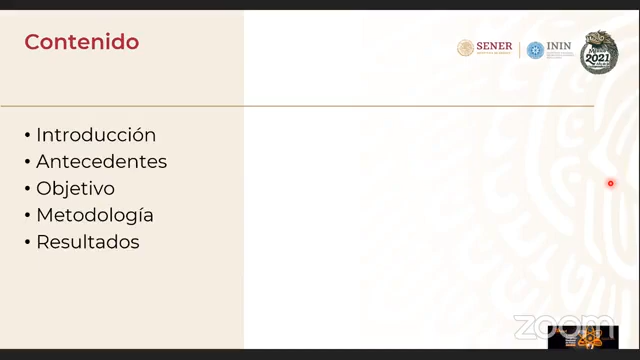 Contenido
SENER
ININ
2021
• Introducción
• Antecedentes
• Objetivo
• Metodología
• Resultados
zoom